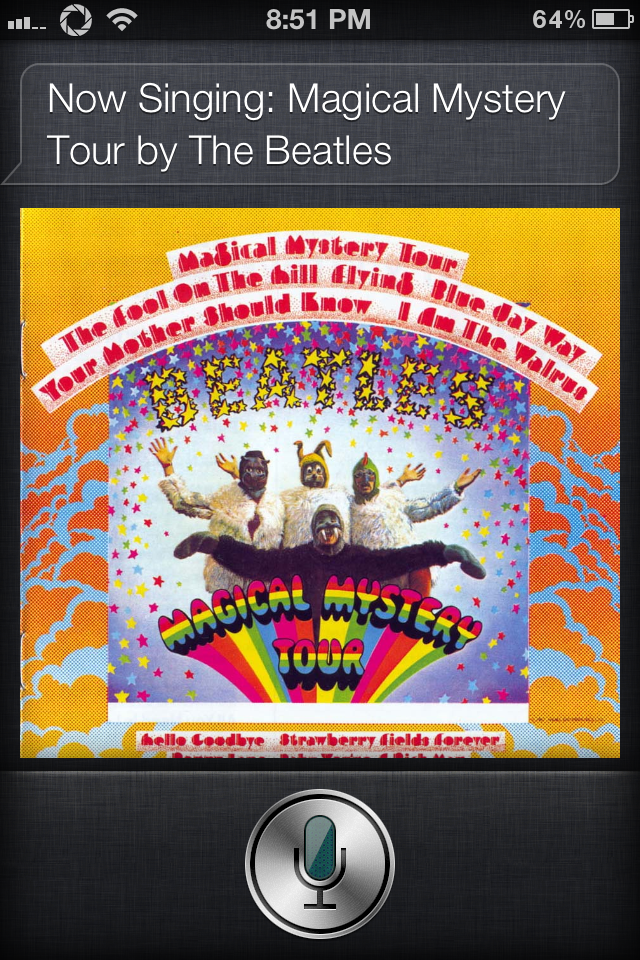 8:51 PM 64%
Now Singing: Magical Mystery
Tour by The Beatles
Magical Mystery Tour
The Fool On The Hill Flying Blue Jay Way
Your Mother Should Know I Am The Walrus
BEATLES
MAGICAL MYSTERY
TOUR
Hello Goodbye Strawberry Fields Forever